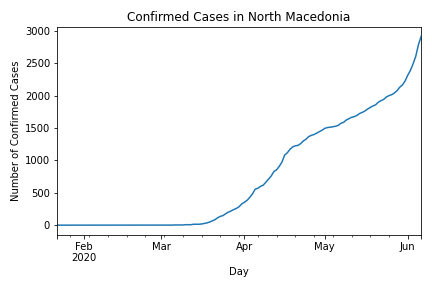 Confirmed Cases in North Macedonia
3000
2500
2000
1500
1000
500
0
Number of Confirmed Cases
Feb
2020
Mar
Apr
May
Jun
Day